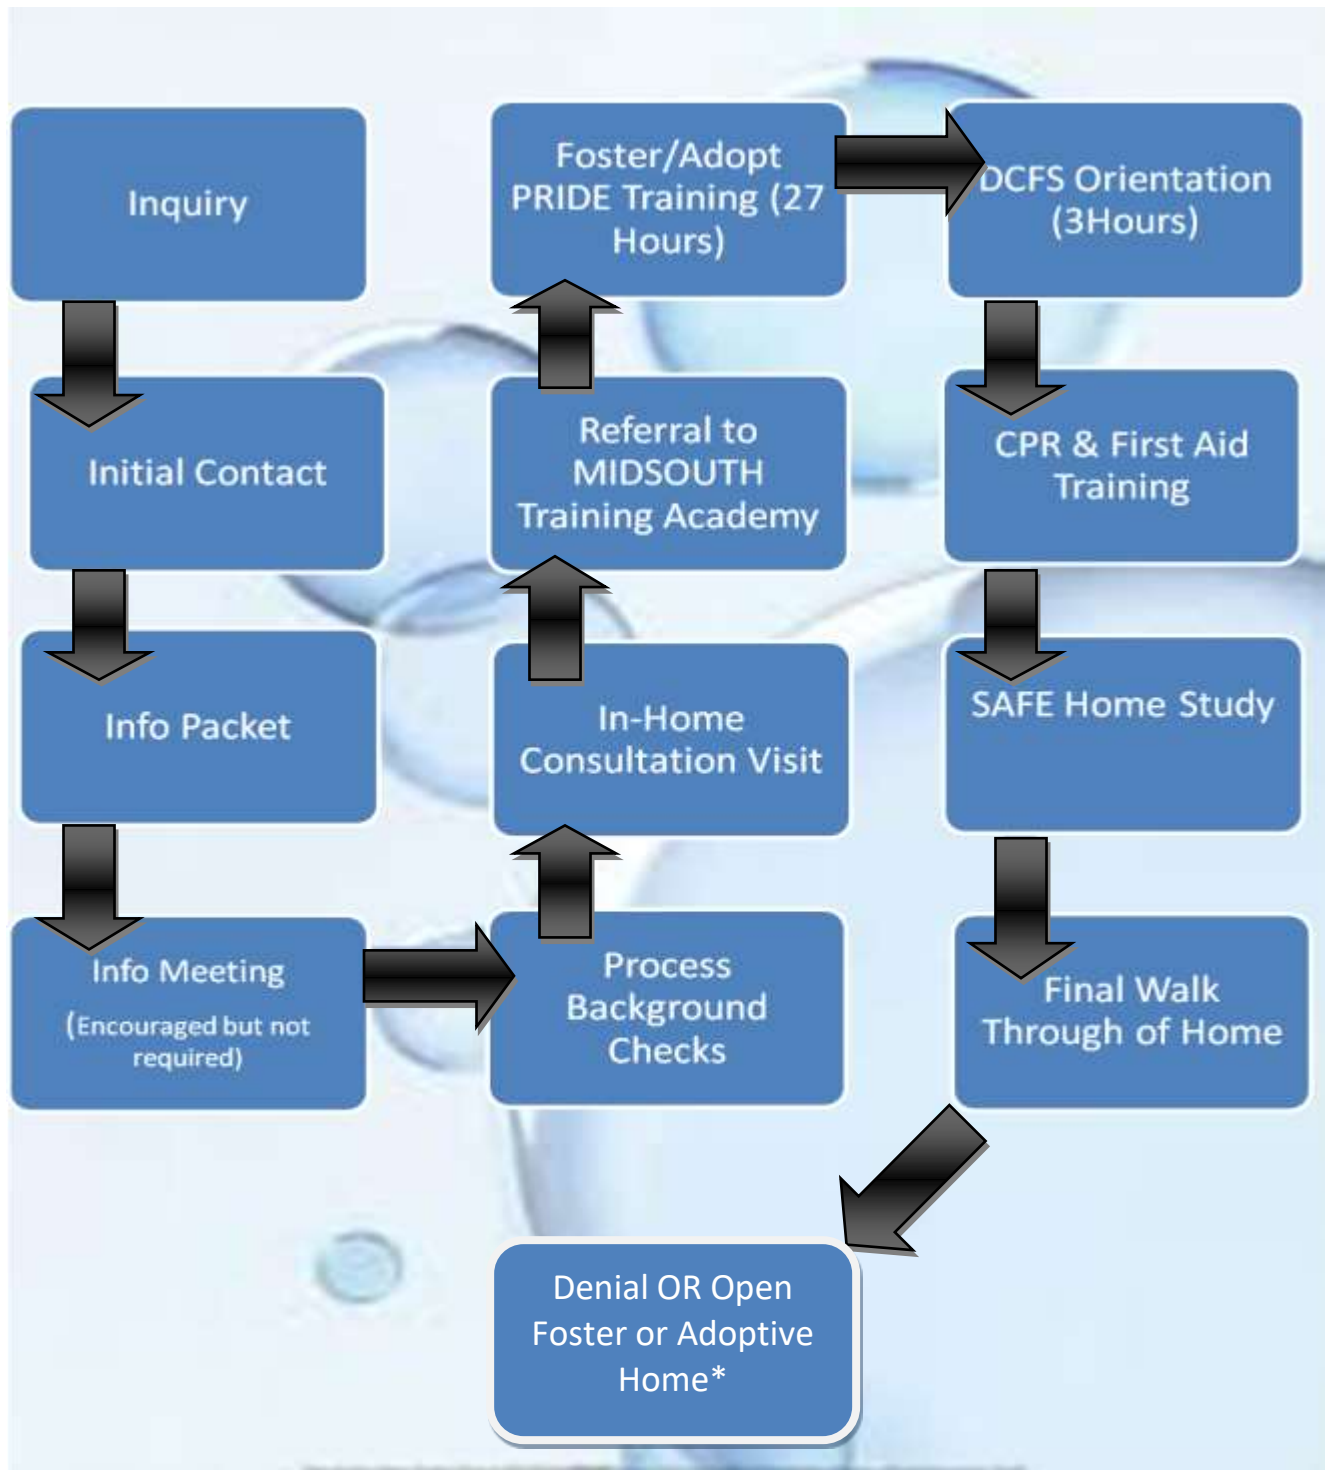 Inquiry
Initial Contact
Info Packet
Info Meeting
(Encouraged but not
required)
Process
Background
Checks
In-Home
Consultation Visit
Referral to
MIDSOUTH
Training Academy
Foster/Adopt
PRIDE Training (27
Hours)
DCFS Orientation
(3Hours)
CPR & First Aid
Training
SAFE Home Study
Final Walk
Through of Home
Denial OR Open
Foster or Adoptive
Home*